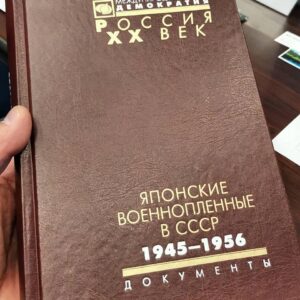 ДЕМОКРАТИЯ
РОССИЯ
XX ВЕК
ЯПОНСКИЕ
ВОЕННОПЛЕННЫЕ
В СССР
1945–1956
ДОКУМЕНТЫ